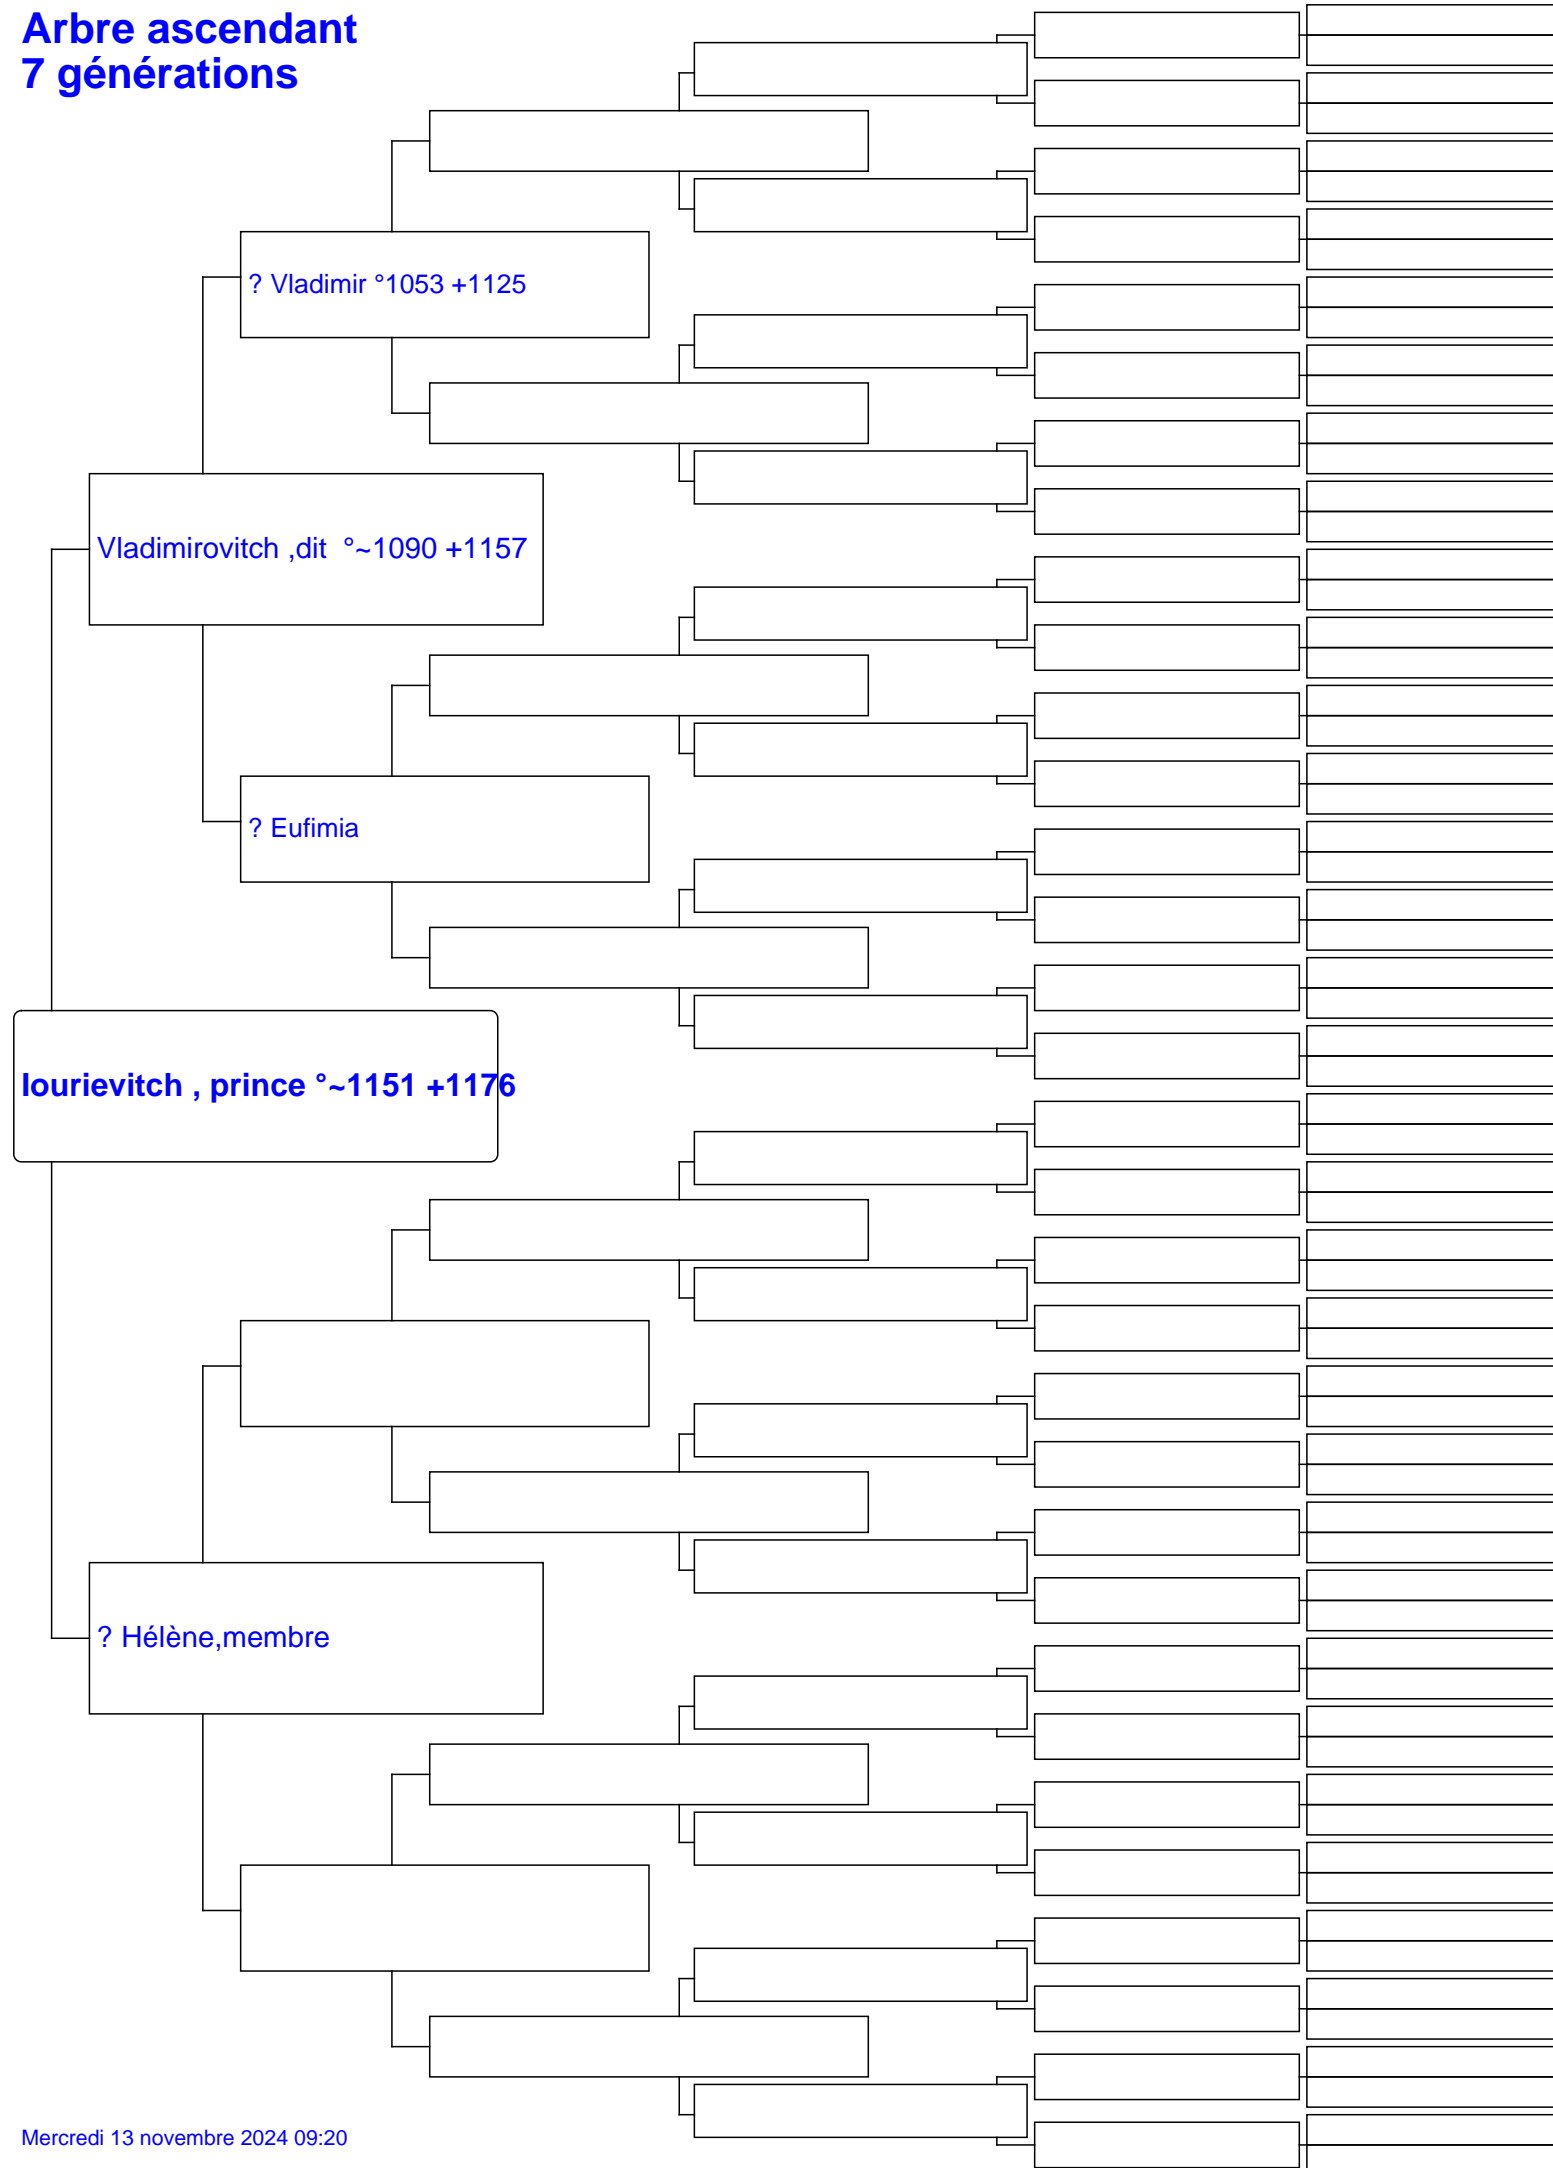 Arbre ascendant
7 générations
? Vladimir °1053 +1125
Vladimirovitch ,dit  °~1090 +1157
? Eufimia
Iourievitch , prince °~1151 +1176
? Hélène,membre
Mercredi 13 novembre 2024 09:20